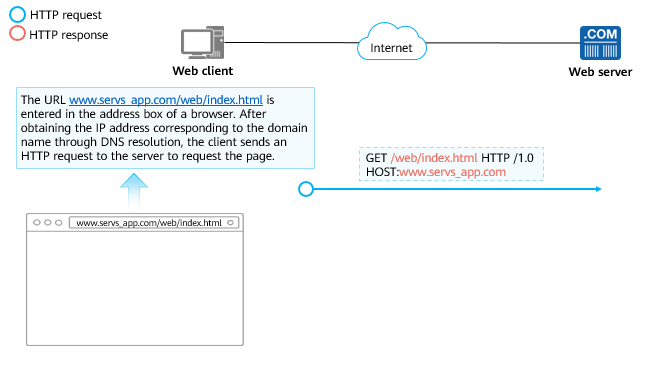 HTTP request
HTTP response
.COM
Internet
Web client
Web server
The URL www.servs_app.com/web/index.html is
entered in the address box of a browser. After
obtaining the IP address corresponding to the domain
name through DNS resolution, the client sends an
HTTP request to the server to request the page.
GET /web/index.html HTTP /1.0
HOST:www.servs_app.com
www.servs_app.com/web/index.html